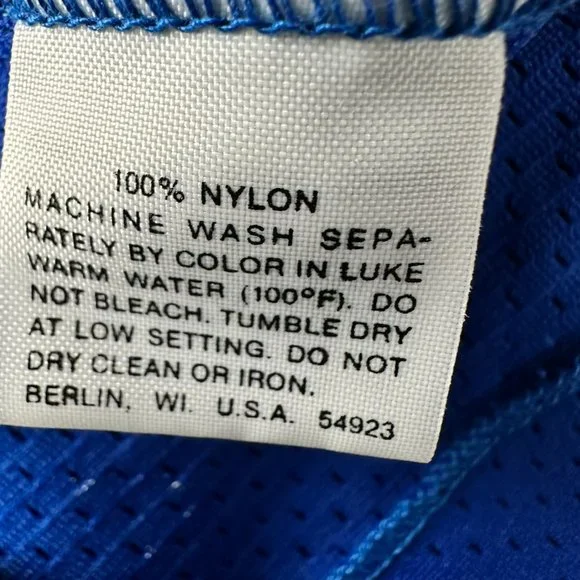 100% NYLON
MACHINE WASH SEPA-
RATELY BY COLOR IN LUKE
WARM WATER (100°F). DO
NOT BLEACH. TUMBLE DRY
AT LOW SETTING. DO NOT
DRY CLEAN OR IRON.
BERLIN, WI. U.S.A. 54923